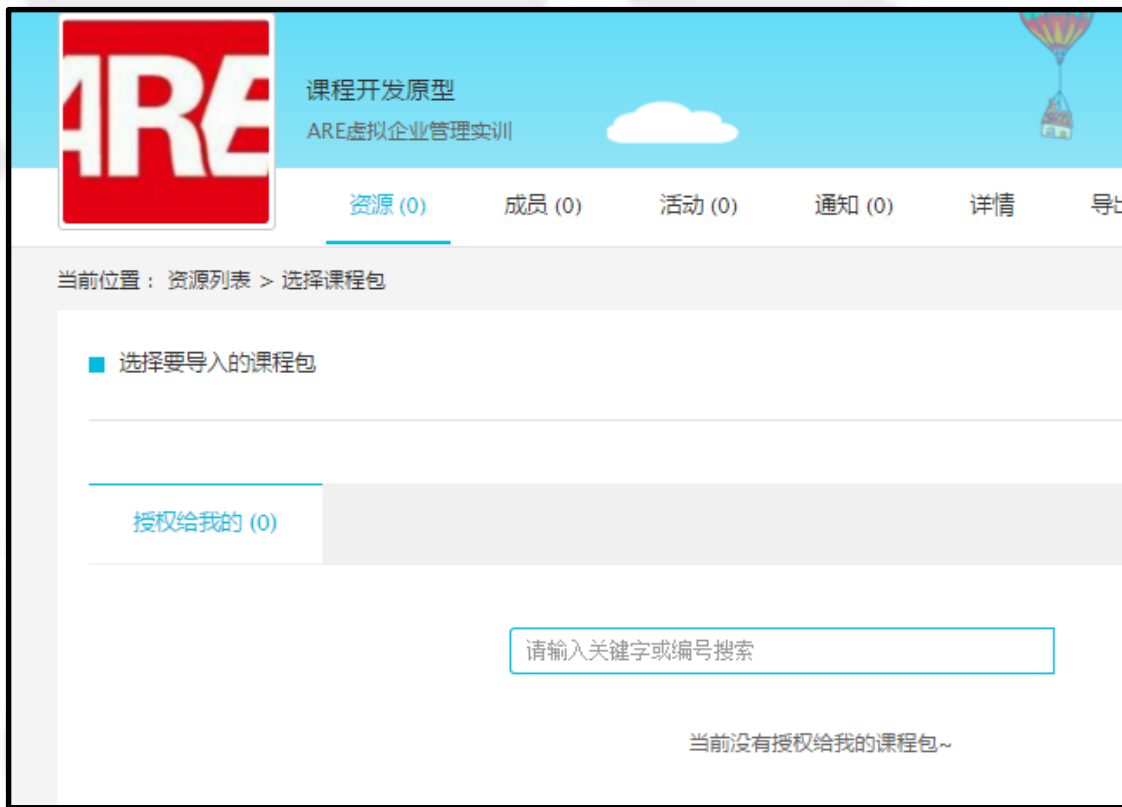 ARE
课程开发原型
ARE虚拟企业管理实训
资源 (0) 成员 (0) 活动 (0) 通知 (0) 详情 导出
当前位置： 资源列表 > 选择课程包
选择要导入的课程包
授权给我的 (0)
请输入关键字或编号搜索
当前没有授权给我的课程包~